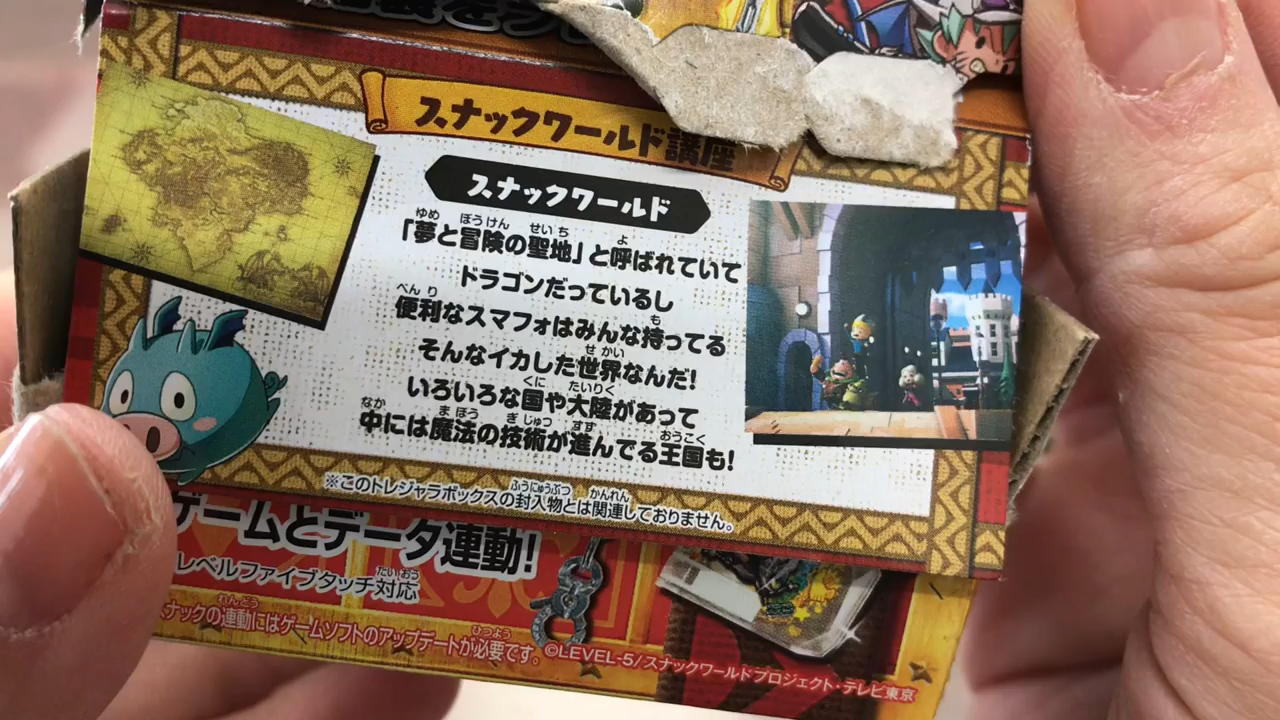 スナックワールド講座
スナックワールド
「夢と冒険の聖地」と呼ばれていて
ドラゴンだっているし
便利なスマフォはみんな持ってる
そんなイカした世界なんだ!
いろいろな国や大陸があって
中には魔法の技術が進んでる王国も!
※このトレジャラボックスの封入物とは関連しておりません。
ゲームとデータ連動!
レベルファイブタッチ対応
スナックの連動にはゲームソフトのアップデートが必要です。
©LEVEL-5/スナックワールドプロジェクト・テレビ東京